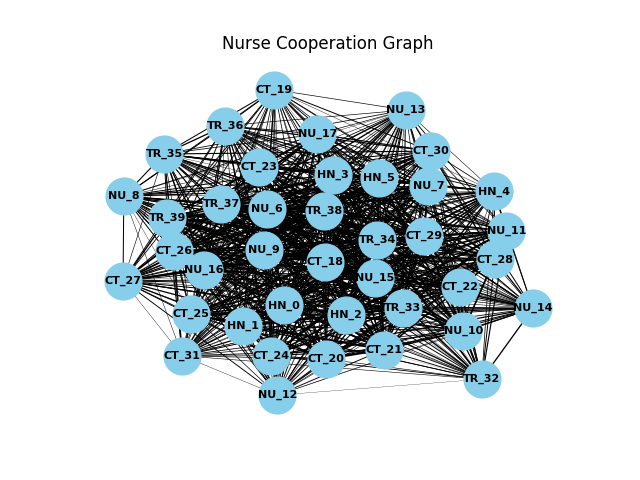 Nurse Cooperation Graph
CT_19
NU_13
TR_36
NU_17
TR_35
CT_30
CT_23
HN_3
HN_5
NU_7
HN_4
NU_8
TR_37
NU_6
TR_38
TR_39
NU_11
CT_29
TR_34
CT_26
NU_9
CT_28
CT_18
NU_16
NU_15
CT_27
CT_22
HN_0
TR_33
NU_14
CT_25
HN_2
HN_1
NU_10
CT_21
CT_31
CT_24
CT_20
TR_32
NU_12